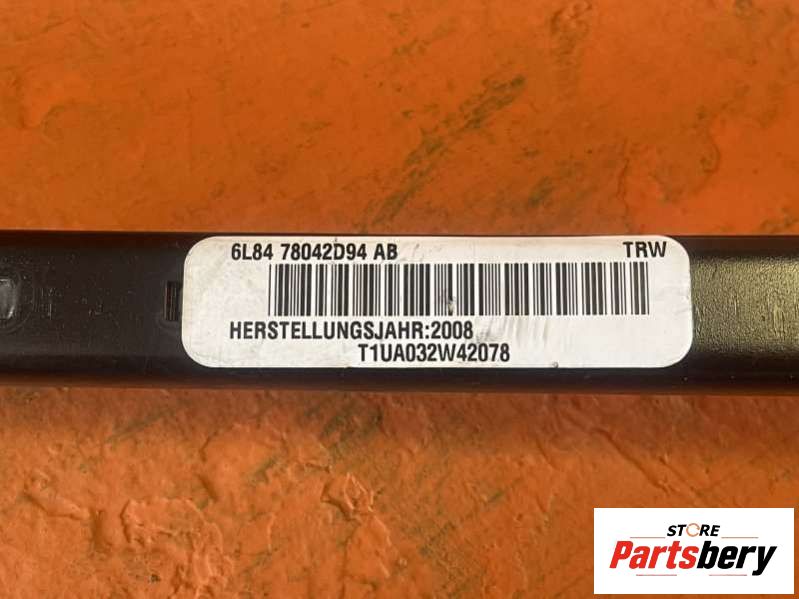 6L84 78042D94 AB TRW
HERSTELLUNGSJAHR:2008
T1UA032W42078
STORE
Partsbery